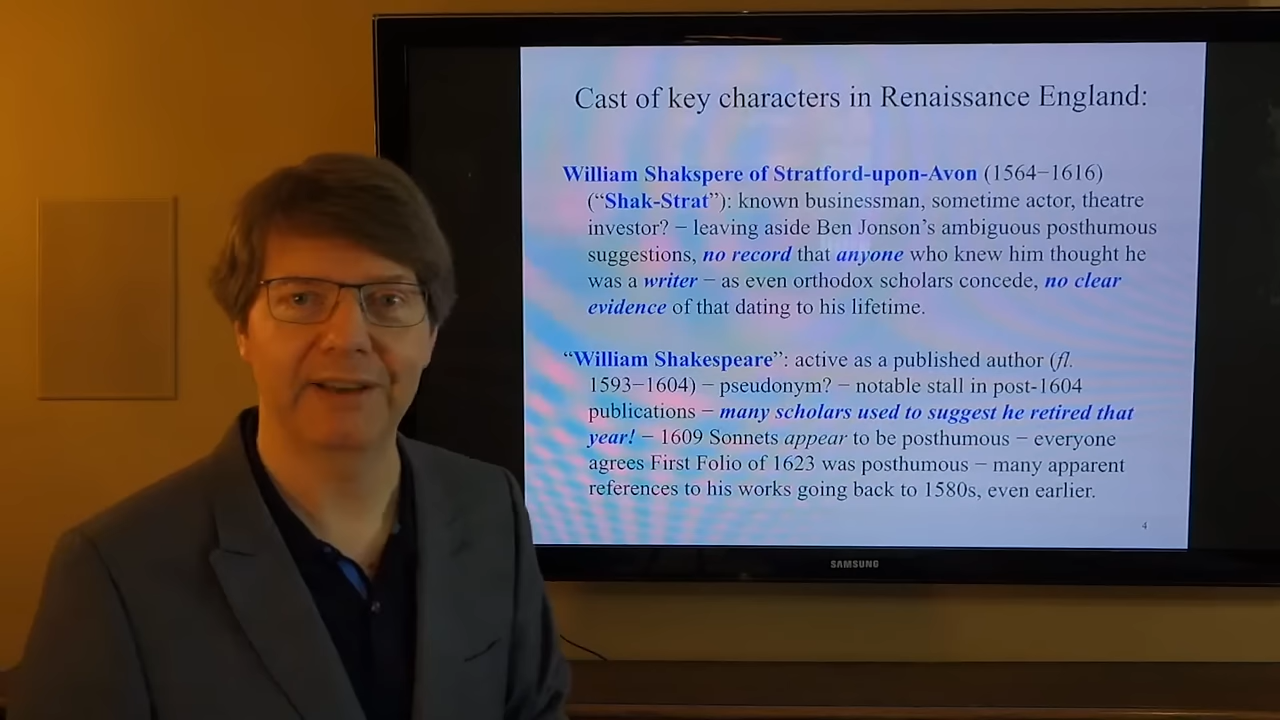 Cast of key characters in Renaissance England:
William Shakspere of Stratford-upon-Avon (1564−1616)
(“Shak-Strat”): known businessman, sometime actor, theatre
investor? − leaving aside Ben Jonson’s ambiguous posthumous
suggestions, no record that anyone who knew him thought he
was a writer − as even orthodox scholars concede, no clear
evidence of that dating to his lifetime.
“William Shakespeare”: active as a published author (fl.
1593−1604) − pseudonym? − notable stall in post-1604
publications − many scholars used to suggest he retired that
year! − 1609 Sonnets appear to be posthumous − everyone
agrees First Folio of 1623 was posthumous − many apparent
references to his works going back to 1580s, even earlier.
4
SAMSUNG